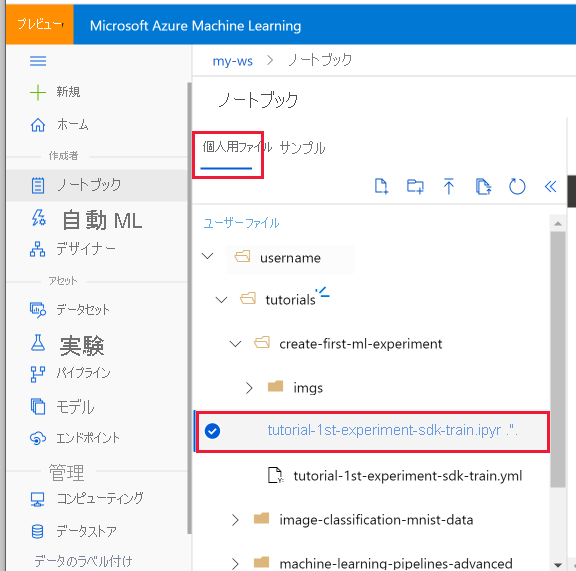 プレビュー
Microsoft Azure Machine Learning
my-ws > ノートブック
新規
ホーム
作成者
ノートブック
自動 ML
デザイナー
アセット
データセット
実験
パイプライン
モデル
エンドポイント
管理
コンピューティング
データストア
データのラベル付け
ノートブック
個人用ファイル サンプル
ユーザーファイル
username
tutorials
create-first-ml-experiment
imgs
tutorial-1st-experiment-sdk-train.ipyr .".
tutorial-1st-experiment-sdk-train.yml
image-classification-mnist-data
machine-learning-pipelines-advanced